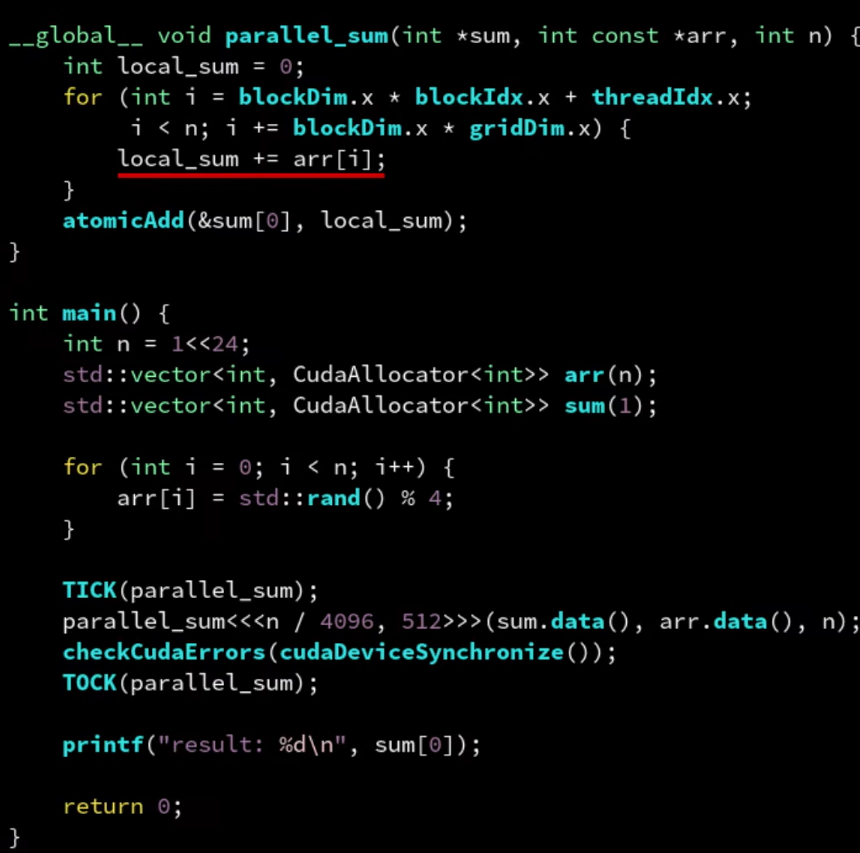 __global__ void parallel_sum(int *sum, int const *arr, int n) {
    int local_sum = 0;
    for (int i = blockDim.x * blockIdx.x + threadIdx.x;
         i < n; i += blockDim.x * gridDim.x) {
        local_sum += arr[i];
    }
    atomicAdd(&sum[0], local_sum);
}

int main() {
    int n = 1<<24;
    std::vector<int, CudaAllocator<int>> arr(n);
    std::vector<int, CudaAllocator<int>> sum(1);

    for (int i = 0; i < n; i++) {
        arr[i] = std::rand() % 4;
    }

    TICK(parallel_sum);
    parallel_sum<<<n / 4096, 512>>>(sum.data(), arr.data(), n);
    checkCudaErrors(cudaDeviceSynchronize());
    TOCK(parallel_sum);

    printf("result: %d\n", sum[0]);

    return 0;
}